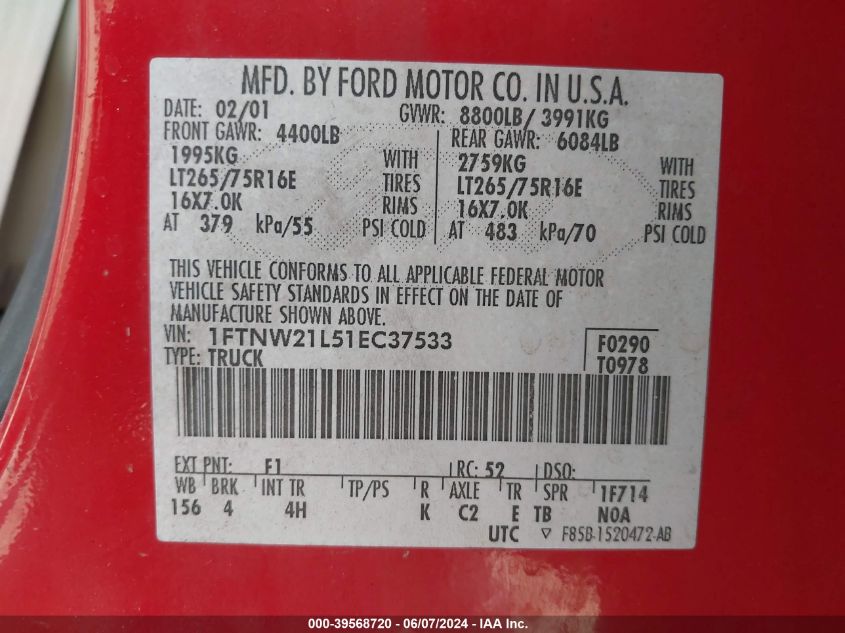 MFD. BY FORD MOTOR CO. IN U.S.A.
DATE: 02/01 GVWR: 8800LB/ 3991KG
FRONT GAWR: 4400LB REAR GAWR: 6084LB
1995KG WITH 2759KG WITH
LT265/75R16E TIRES LT265/75R16E TIRES
16X7.0K RIMS 16X7.0K RIMS
AT 379 kPa/55 PSI COLD AT 483 kPa/70 PSI COLD
THIS VEHICLE CONFORMS TO ALL APPLICABLE FEDERAL MOTOR
VEHICLE SAFETY STANDARDS IN EFFECT ON THE DATE OF
MANUFACTURE SHOWN ABOVE.
VIN: 1FTNW21L51EC37533 F0290
TYPE: TRUCK T0978
EXT PNT: F1 RC: 52 DSO:
WB BRK INT TR TP/PS R AXLE TR SPR 1F714
156 4 4H K C2 E TB N0A
UTC ▽ F85B-1520472-AB
000-39568720 - 06/07/2024 - IAA Inc.